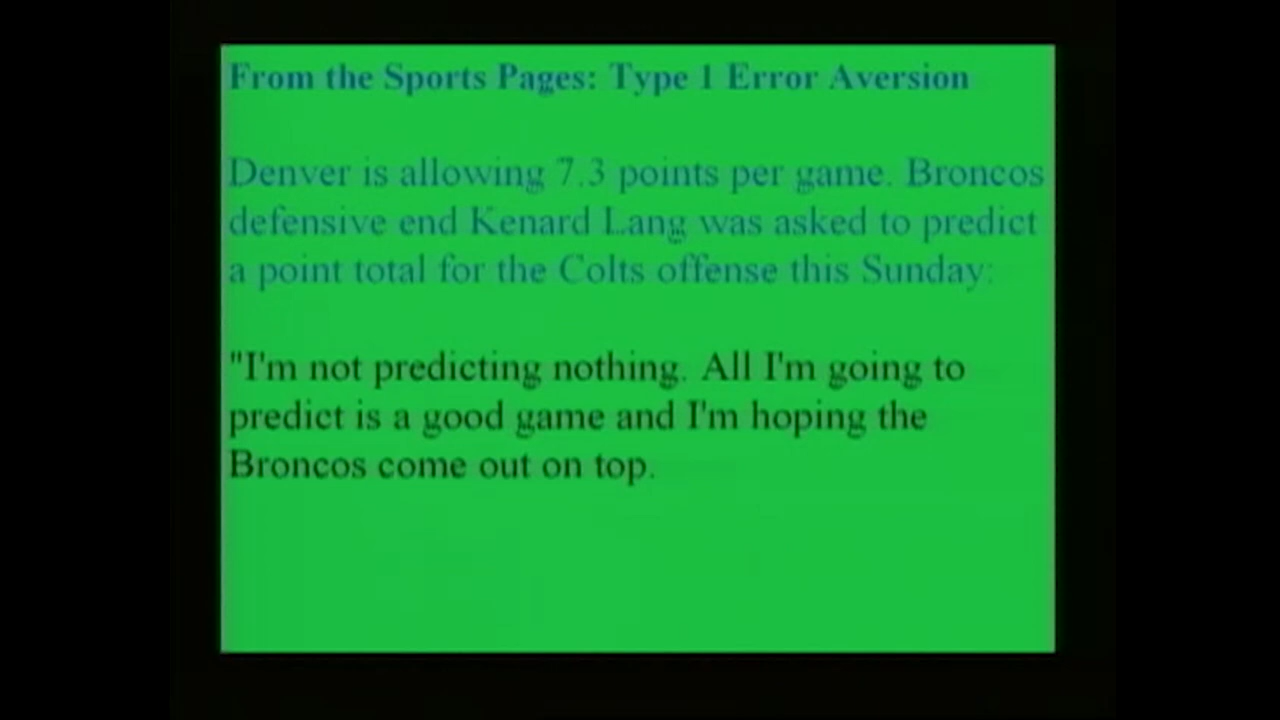 From the Sports Pages: Type 1 Error Aversion
Denver is allowing 7.3 points per game. Broncos
defensive end Kenard Lang was asked to predict
a point total for the Colts offense this Sunday:
"I'm not predicting nothing. All I'm going to
predict is a good game and I'm hoping the
Broncos come out on top.